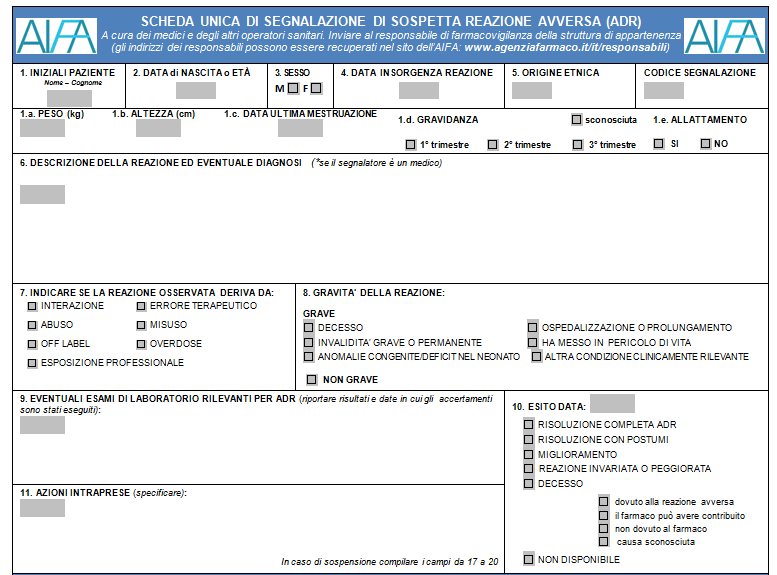 AIFA
SCHEDA UNICA DI SEGNALAZIONE DI SOSPETTA REAZIONE AVVERSA (ADR)
A cura dei medici e degli altri operatori sanitari. Inviare al responsabile di farmacovigilanza della struttura di appartenenza
(gli indirizzi dei responsabili possono essere recuperati nel sito dell'AIFA: www.agenziafarmaco.it/it/responsabili)
AIFA
1. INIZIALI PAZIENTE
Nome – Cognome
2. DATA di NASCITA o ETÀ
3. SESSO
M F
4. DATA INSORGENZA REAZIONE
5. ORIGINE ETNICA
CODICE SEGNALAZIONE
1.a. PESO (kg)
1.b. ALTEZZA (cm)
1.c. DATA ULTIMA MESTRUAZIONE
1.d. GRAVIDANZA
sconosciuta
1° trimestre 2° trimestre 3° trimestre
1.e. ALLATTAMENTO
SI NO
6. DESCRIZIONE DELLA REAZIONE ED EVENTUALE DIAGNOSI (*se il segnalatore è un medico)
7. INDICARE SE LA REAZIONE OSSERVATA DERIVA DA:
INTERAZIONE ERRORE TERAPEUTICO
ABUSO MISUSO
OFF LABEL OVERDOSE
ESPOSIZIONE PROFESSIONALE
8. GRAVITA' DELLA REAZIONE:
GRAVE
DECESSO OSPEDALIZZAZIONE O PROLUNGAMENTO
INVALIDITA' GRAVE O PERMANENTE HA MESSO IN PERICOLO DI VITA
ANOMALIE CONGENITE/DEFICIT NEL NEONATO ALTRA CONDIZIONE CLINICAMENTE RILEVANTE
NON GRAVE
9. EVENTUALI ESAMI DI LABORATORIO RILEVANTI PER ADR (riportare risultati e date in cui gli accertamenti
sono stati eseguiti):
10. ESITO DATA:
RISOLUZIONE COMPLETA ADR
RISOLUZIONE CON POSTUMI
MIGLIORAMENTO
REAZIONE INVARIATA O PEGGIORATA
DECESSO
dovuto alla reazione avversa
il farmaco può avere contribuito
non dovuto al farmaco
causa sconosciuta
NON DISPONIBILE
11. AZIONI INTRAPRESE (specificare):
In caso di sospensione compilare i campi da 17 a 20